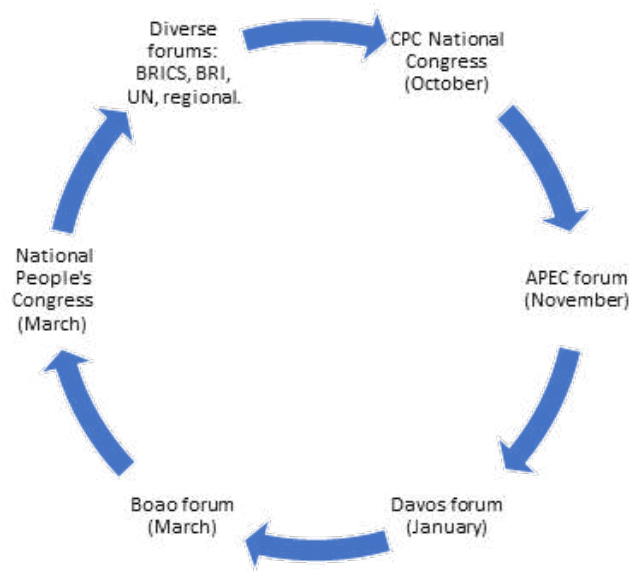 Diverse
forums:
BRICS, BRI,
UN, regional.
CPC National
Congress
(October)
APEC forum
(November)
Davos forum
(January)
Boao forum
(March)
National
People's
Congress
(March)